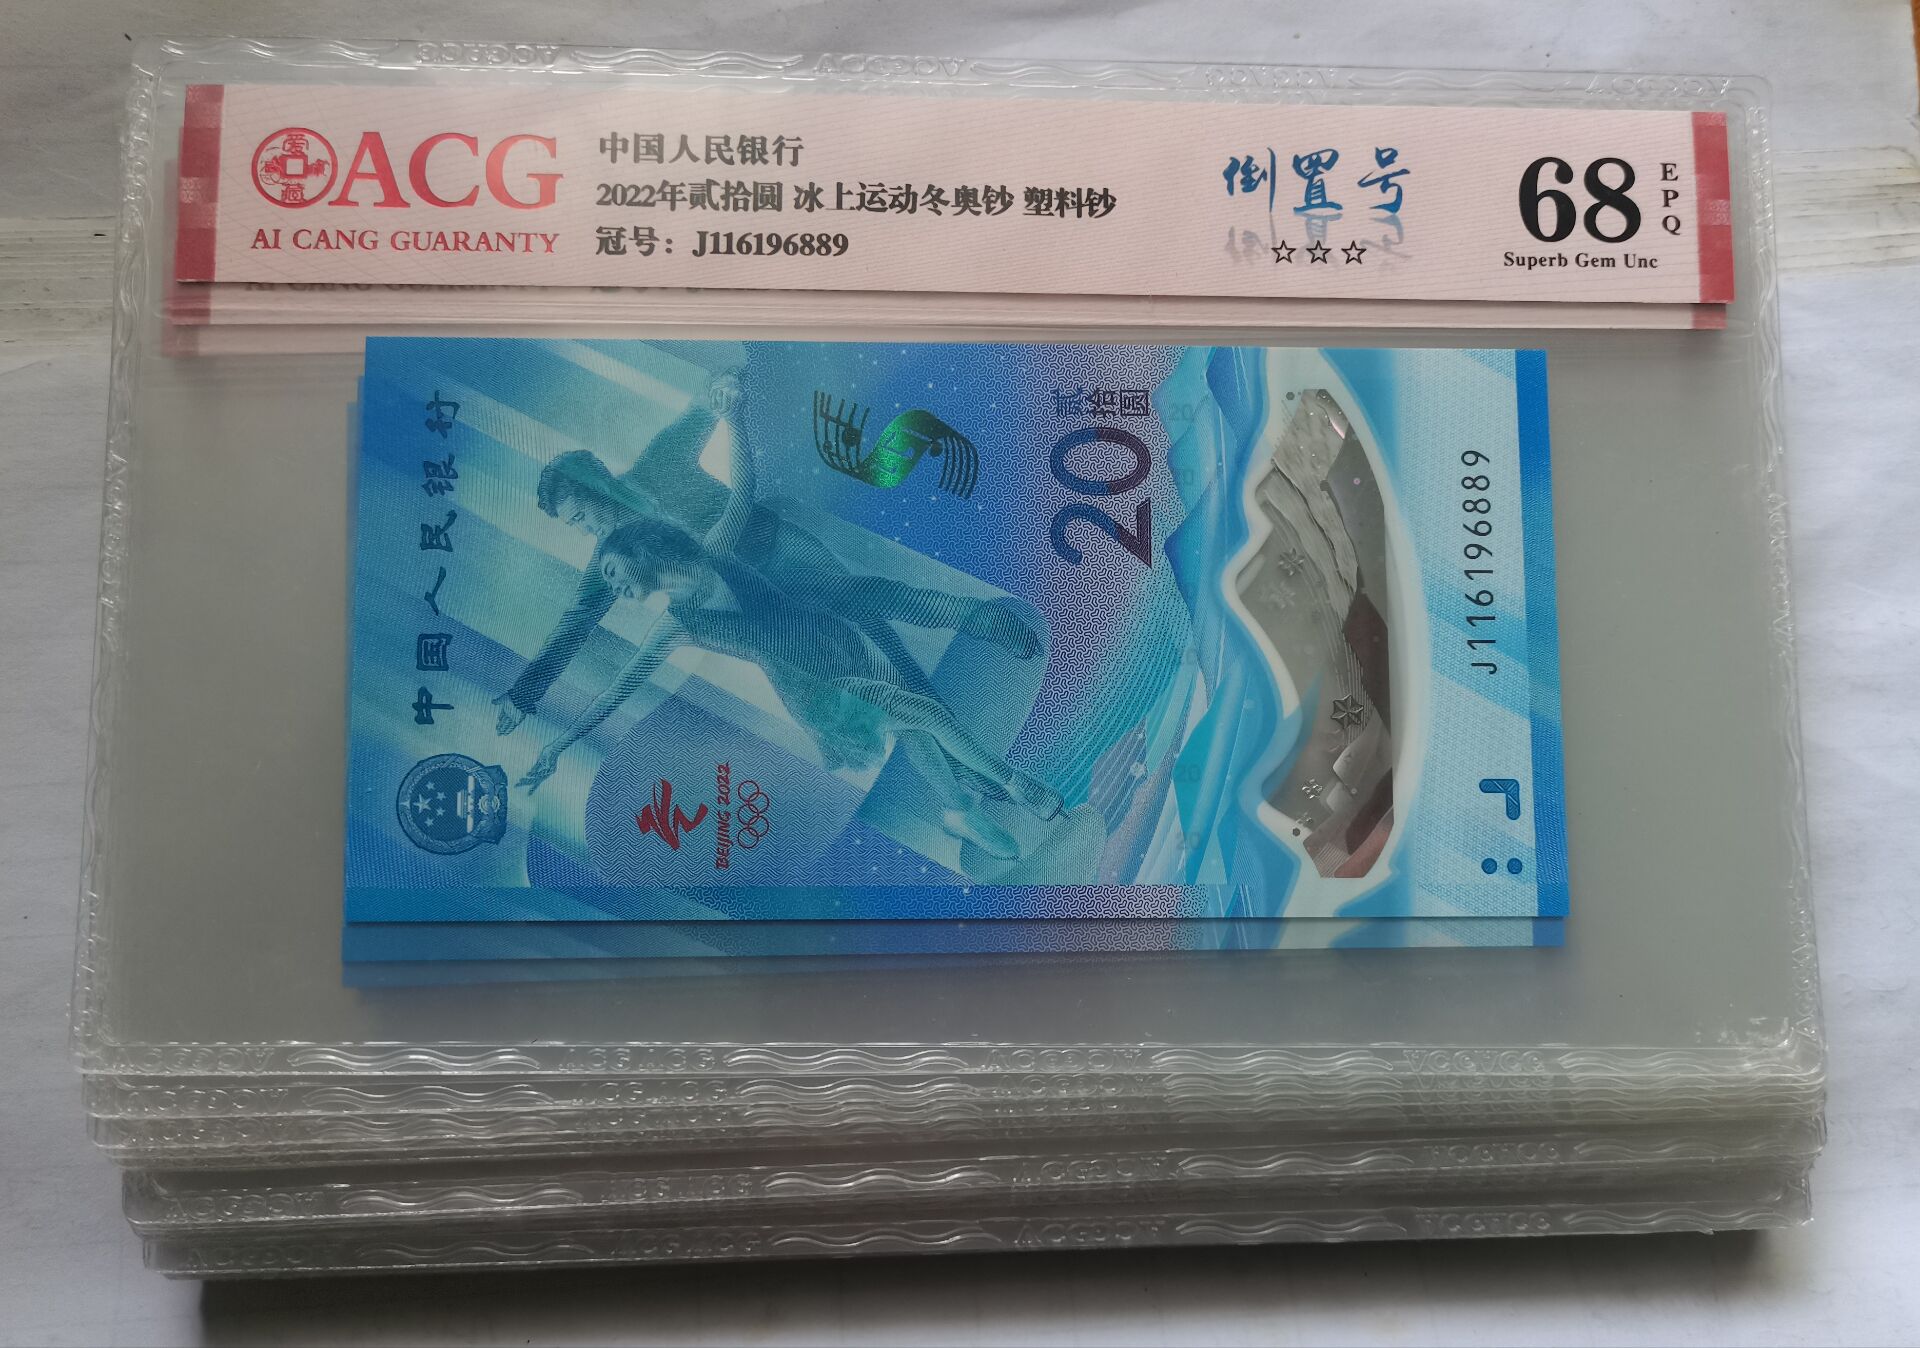 爱藏
ACG
AI CANG GUARANTY
中国人民银行
2022年贰拾圆 冰上运动冬奥钞 塑料钞
冠号：J116196889
倒置号
☆☆☆
68
EPQ
Superb Gem Unc
中国人民银行
贰拾圆
20
BEIJING 2022
J116196889